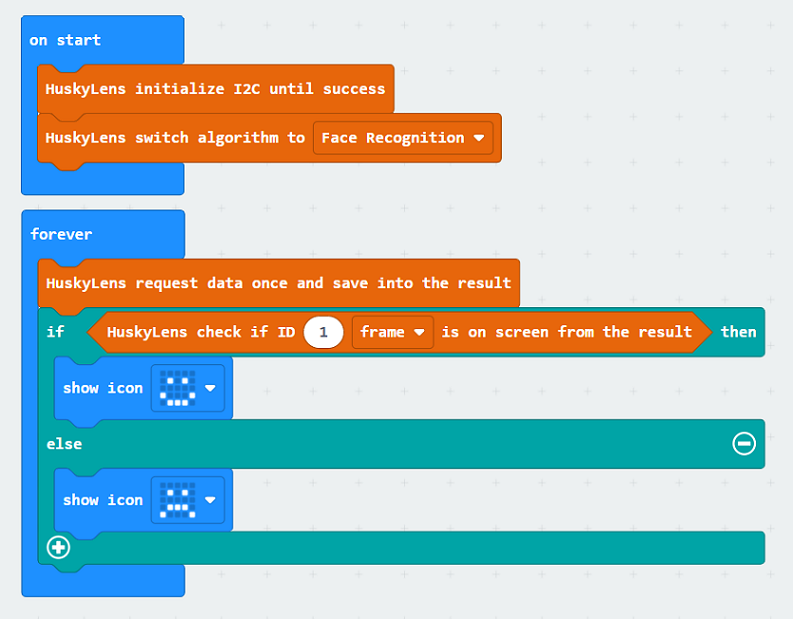 on start
HuskyLens initialize I2C until success
HuskyLens switch algorithm to Face Recognition
forever
HuskyLens request data once and save into the result
if HuskyLens check if ID 1 frame is on screen from the result then
show icon
else
show icon